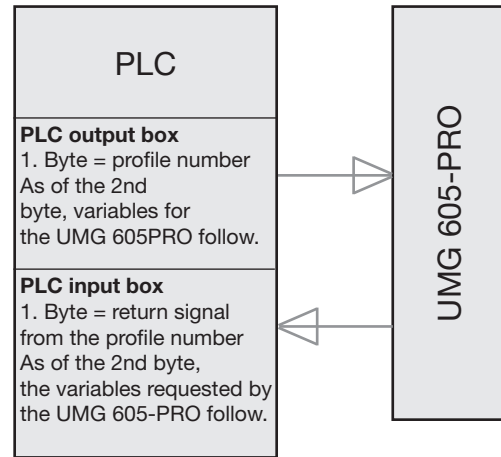 PLC
PLC output box
1. Byte = profile number
As of the 2nd
byte, variables for
the UMG 605PRO follow.
PLC input box
1. Byte = return signal
from the profile number
As of the 2nd byte,
the variables requested by
the UMG 605-PRO follow.
UMG 605-PRO